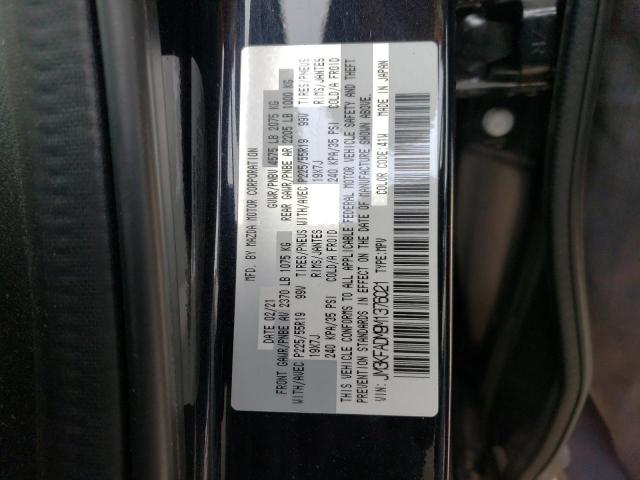 MFD. BY MAZDA MOTOR CORPORATION
DATE 02/21 GVWR/PNBV 4575 LB 2075 KG
FRONT GAWR/PNBE AV 2370 LB 1075 KG REAR GAWR/PNBE AR 2205 LB 1000 KG
WITH/AVEC P225/55R19 99V TIRES/PNEUS WITH/AVEC P225/55R19 99V TIRES/PNEUS
19X7J RIMS/JANTES 19X7J RIMS/JANTES
240 KPA/35 PSI COLD/A FROID 240 KPA/35 PSI COLD/A FROID
THIS VEHICLE CONFORMS TO ALL APPLICABLE FEDERAL MOTOR VEHICLE SAFETY AND THEFT
PREVENTION STANDARDS IN EFFECT ON THE DATE OF MANUFACTURE SHOWN ABOVE.
VIN: JM3KFADM9M1376021 TYPE:MPV COLOR CODE:41W MADE IN JAPAN